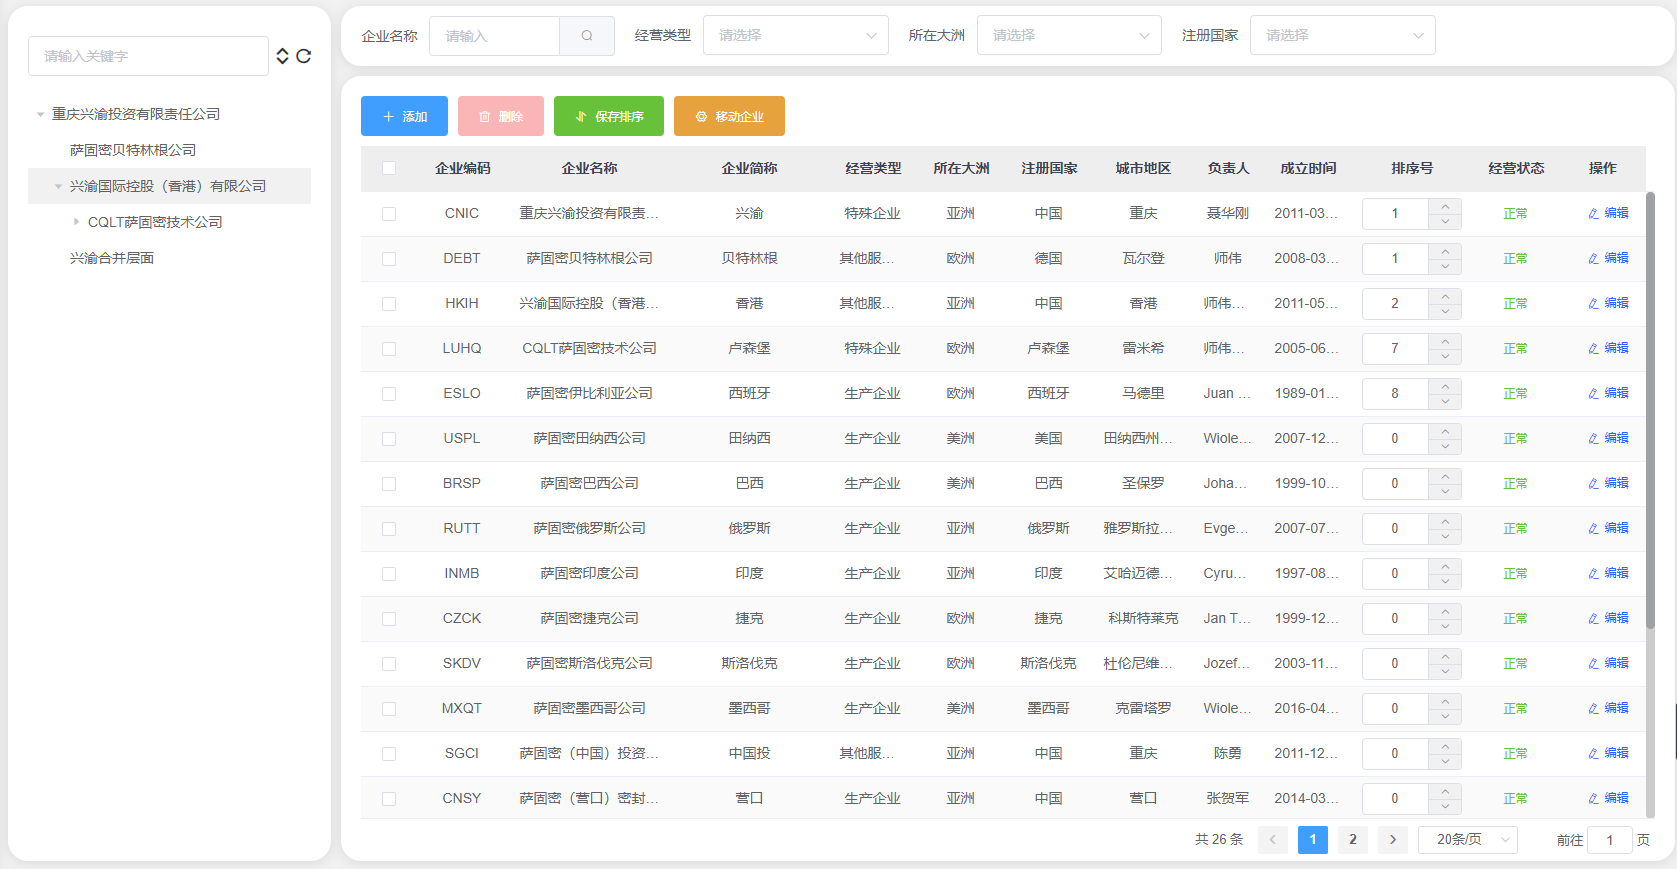 请输入关键字
重庆兴渝投资有限责任公司
萨固密贝特林根公司
兴渝国际控股（香港）有限公司
CQLT萨固密技术公司
兴渝合并层面
企业名称 请输入 经营类型 请选择 所在大洲 请选择 注册国家 请选择
添加 删除 保存排序 移动企业
企业编码 企业名称 企业简称 经营类型 所在大洲 注册国家 城市地区 负责人 成立时间 排序号 经营状态 操作
CNIC 重庆兴渝投资有限责... 兴渝 特殊企业 亚洲 中国 重庆 聂华刚 2011-03... 1 正常 编辑
DEBT 萨固密贝特林根公司 贝特林根 其他服... 欧洲 德国 瓦尔登 师伟 2008-03... 1 正常 编辑
HKIH 兴渝国际控股（香港... 香港 其他服... 亚洲 中国 香港 师伟... 2011-05... 2 正常 编辑
LUHQ CQLT萨固密技术公司 卢森堡 特殊企业 欧洲 卢森堡 雷米希 师伟... 2005-06... 7 正常 编辑
ESLO 萨固密伊比利亚公司 西班牙 生产企业 欧洲 西班牙 马德里 Juan ... 1989-01... 8 正常 编辑
USPL 萨固密田纳西公司 田纳西 生产企业 美洲 美国 田纳西州... Wiole... 2007-12... 0 正常 编辑
BRSP 萨固密巴西公司 巴西 生产企业 美洲 巴西 圣保罗 Joha... 1999-10... 0 正常 编辑
RUTT 萨固密俄罗斯公司 俄罗斯 生产企业 亚洲 俄罗斯 雅罗斯拉... Evge... 2007-07... 0 正常 编辑
INMB 萨固密印度公司 印度 生产企业 亚洲 印度 艾哈迈德... Cyru... 1997-08... 0 正常 编辑
CZCK 萨固密捷克公司 捷克 生产企业 欧洲 捷克 科斯特莱克 Jan T... 1999-12... 0 正常 编辑
SKDV 萨固密斯洛伐克公司 斯洛伐克 生产企业 欧洲 斯洛伐克 杜伦尼维... Jozef... 2003-11... 0 正常 编辑
MXQT 萨固密墨西哥公司 墨西哥 生产企业 美洲 墨西哥 克雷塔罗 Wiole... 2016-04... 0 正常 编辑
SGCI 萨固密（中国）投资... 中国投 其他服... 亚洲 中国 重庆 陈勇 2011-12... 0 正常 编辑
CNSY 萨固密（营口）密封... 营口 生产企业 亚洲 中国 营口 张贺军 2014-03... 0 正常 编辑
共 26 条 1 2 20条/页 前往 1 页